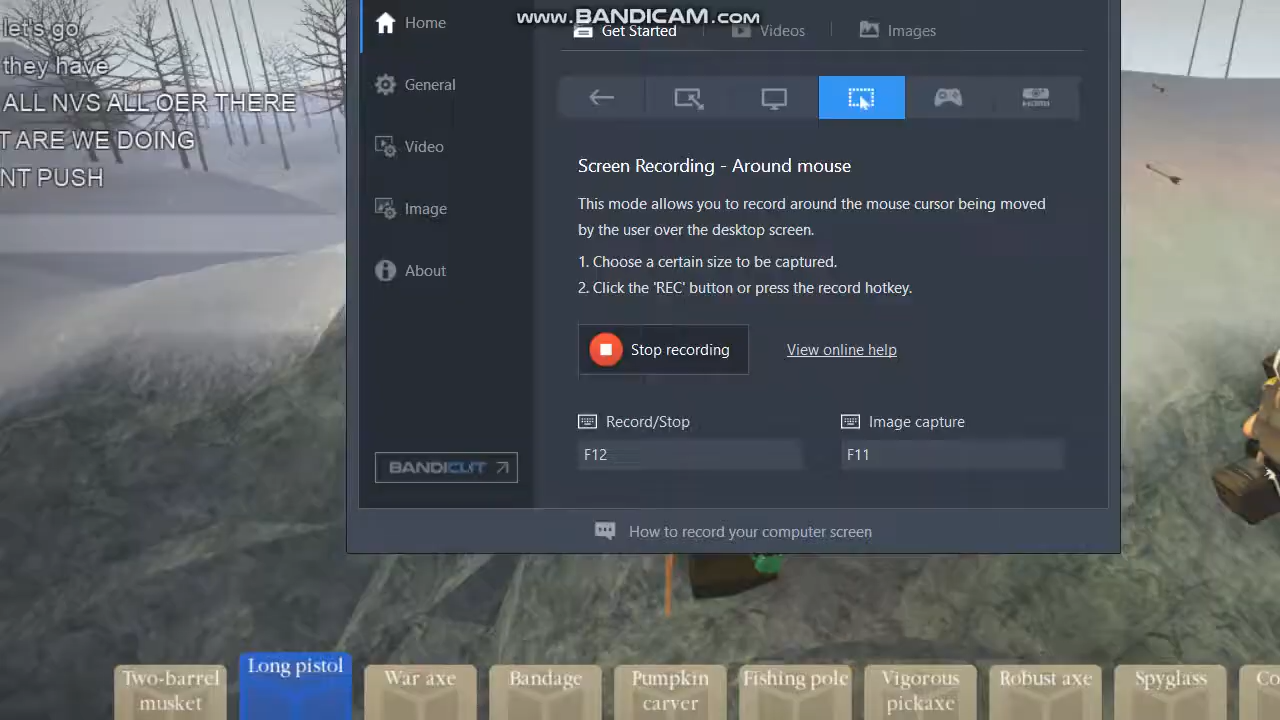 www.BANDICAM.com
let's go
they have
ALL NVS ALL OER THERE
T ARE WE DOING
NT PUSH
Home
General
Video
Image
About
BANDICUT
Get Started
Videos
Images
HDMI
Screen Recording - Around mouse
This mode allows you to record around the mouse cursor being moved
by the user over the desktop screen.
1. Choose a certain size to be captured.
2. Click the 'REC' button or press the record hotkey.
Stop recording
View online help
Record/Stop
Image capture
F12
F11
How to record your computer screen
Two-barrel
musket
Long pistol
War axe
Bandage
Pumpkin
carver
Fishing pole
Vigorous
pickaxe
Robust axe
Spyglass
Co